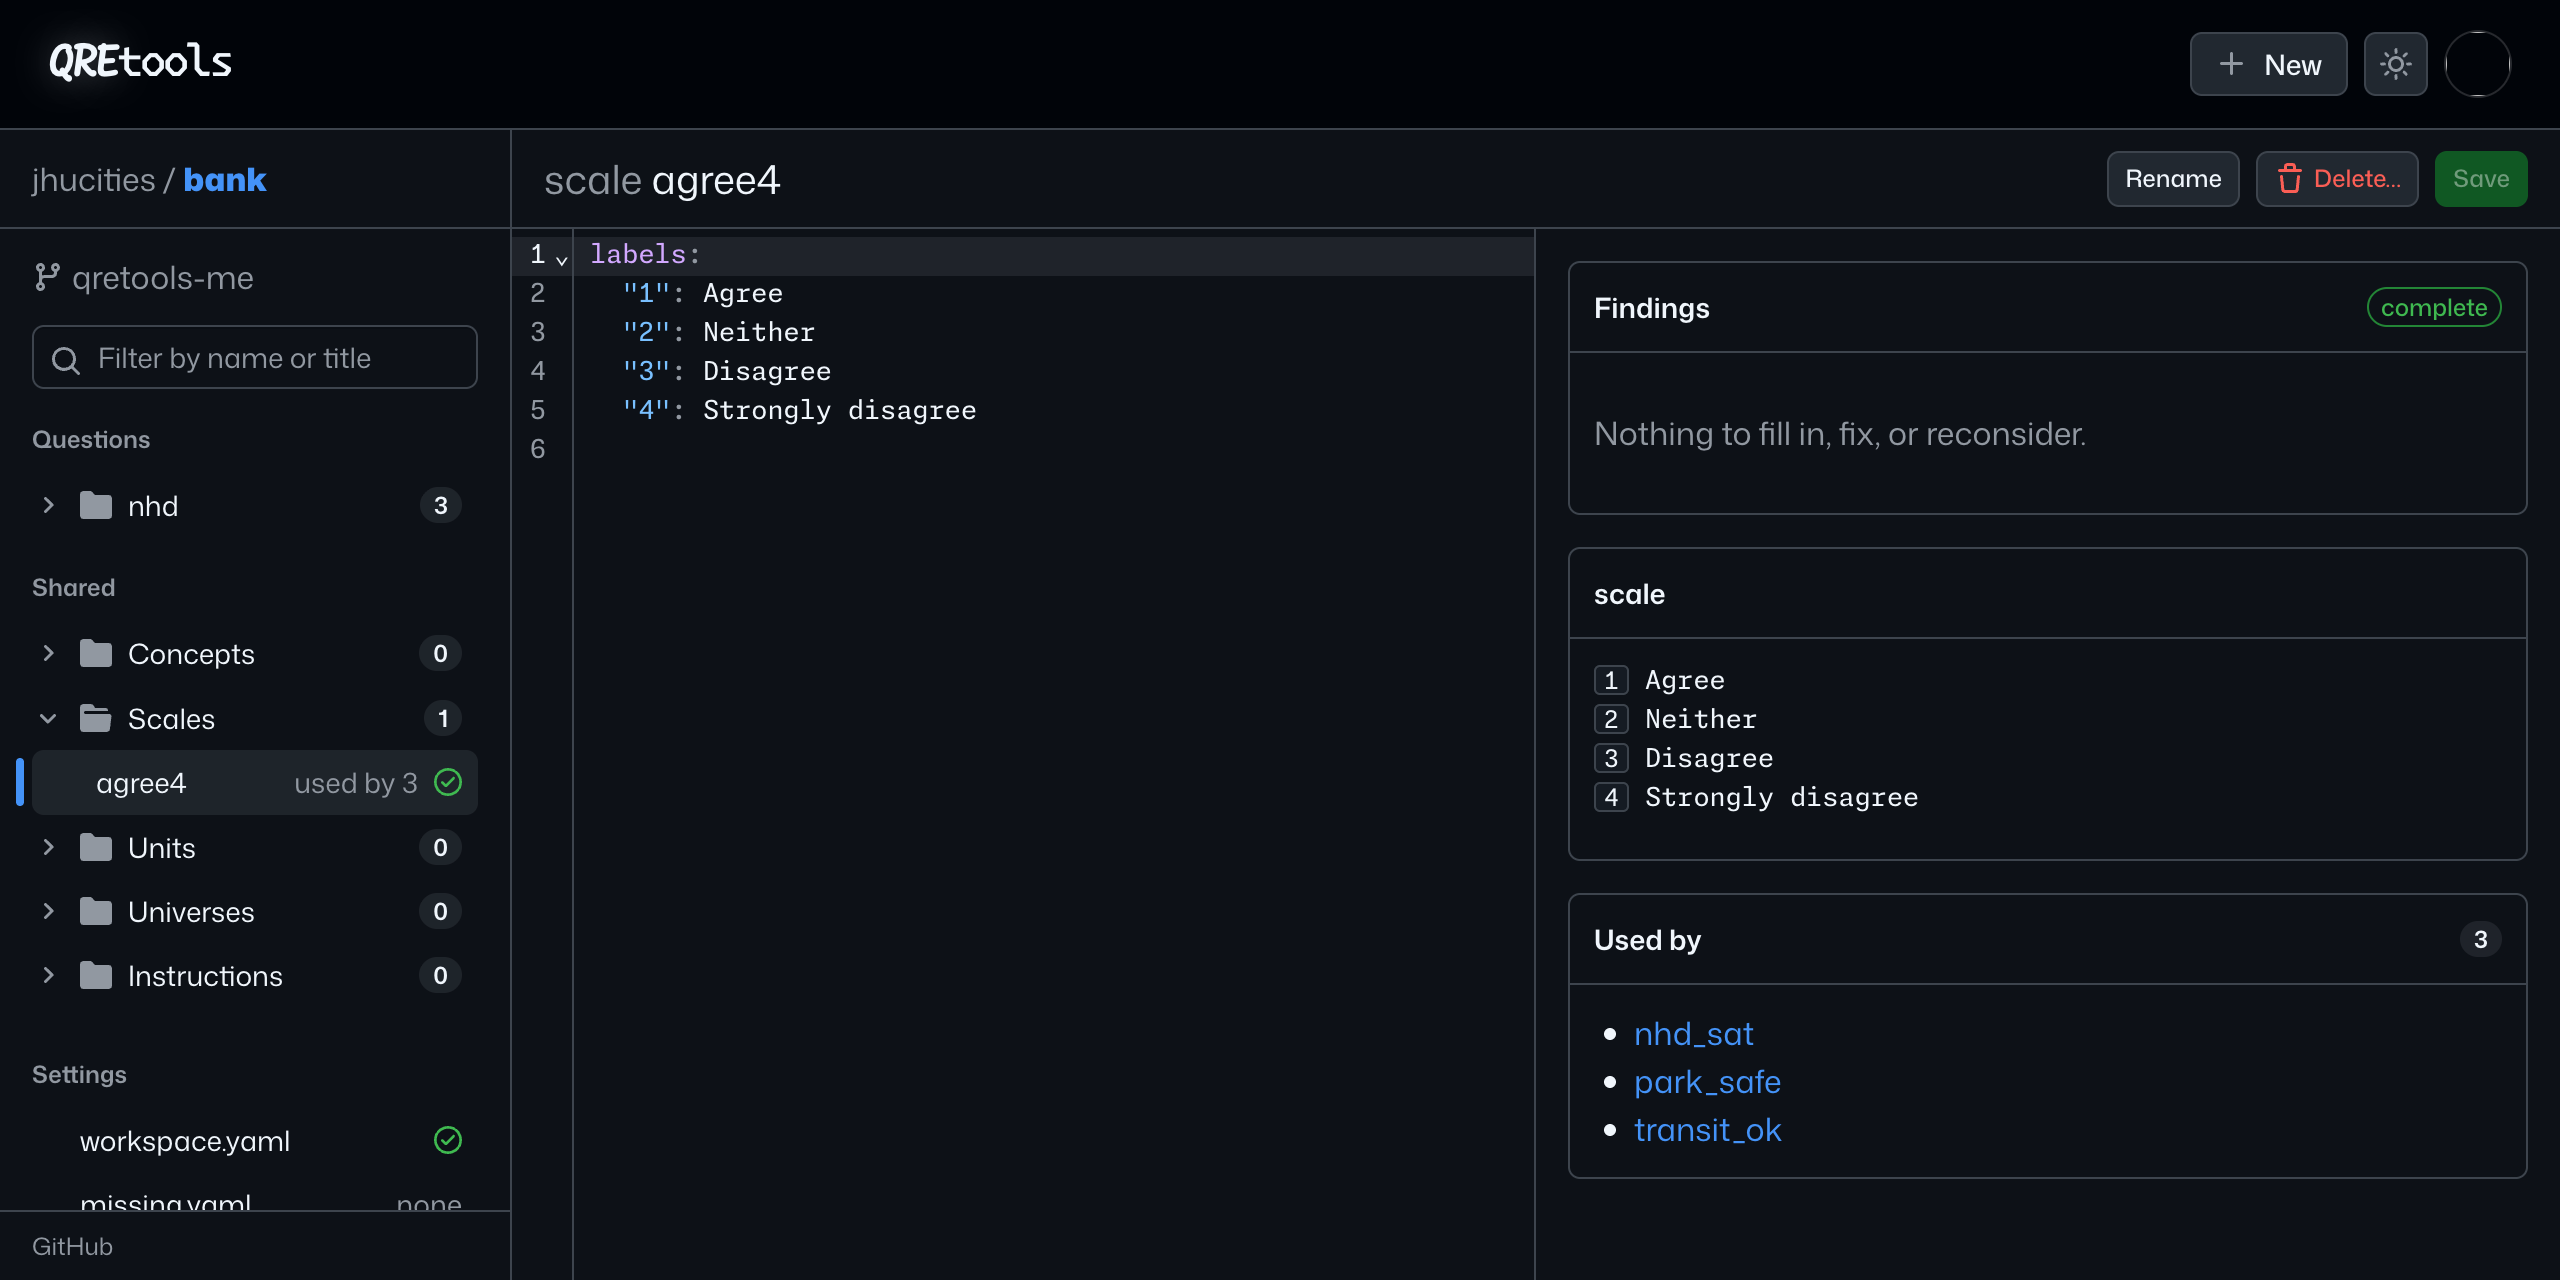 QREtools
New
jhucities / bank
scale agree4
Rename
Delete...
Save
qretools-me
Filter by name or title
Questions
nhd 3
Shared
Concepts 0
Scales 1
agree4 used by 3
Units 0
Universes 0
Instructions 0
Settings
workspace.yaml
missing.yaml none
GitHub
1 labels:
2 "1": Agree
3 "2": Neither
4 "3": Disagree
5 "4": Strongly disagree
6
Findings complete
Nothing to fill in, fix, or reconsider.
scale
1 Agree
2 Neither
3 Disagree
4 Strongly disagree
Used by 3
nhd_sat
park_safe
transit_ok